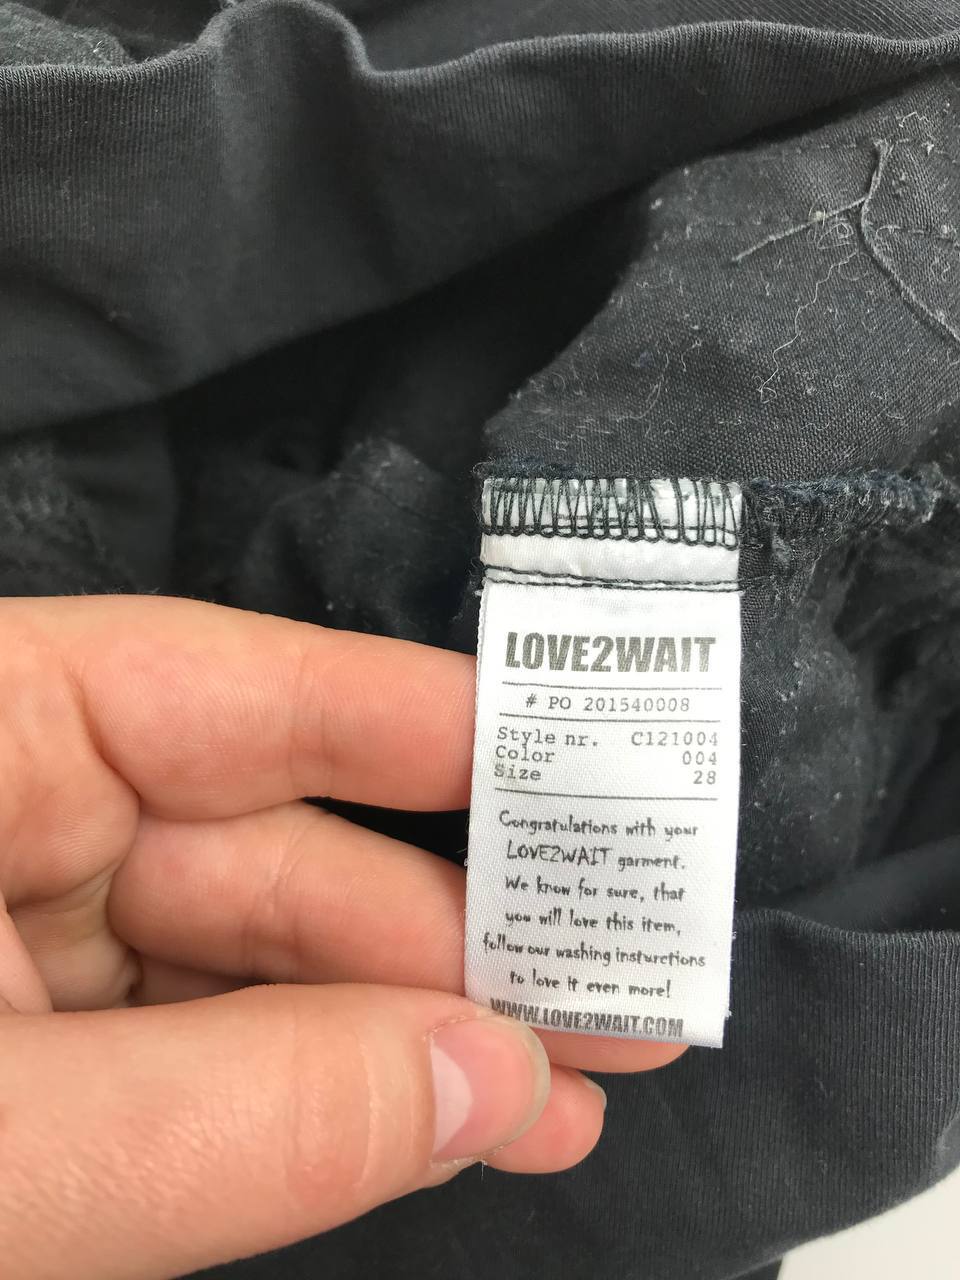 LOVE2WAIT
# PO 201540008
Style nr. C121004
Color 004
Size 28
Congratulations with your
LOVE2WAIT garment.
We know for sure, that
you will love this item,
follow our washing insturctions
to love it even more!
WWW.LOVE2WAIT.COM